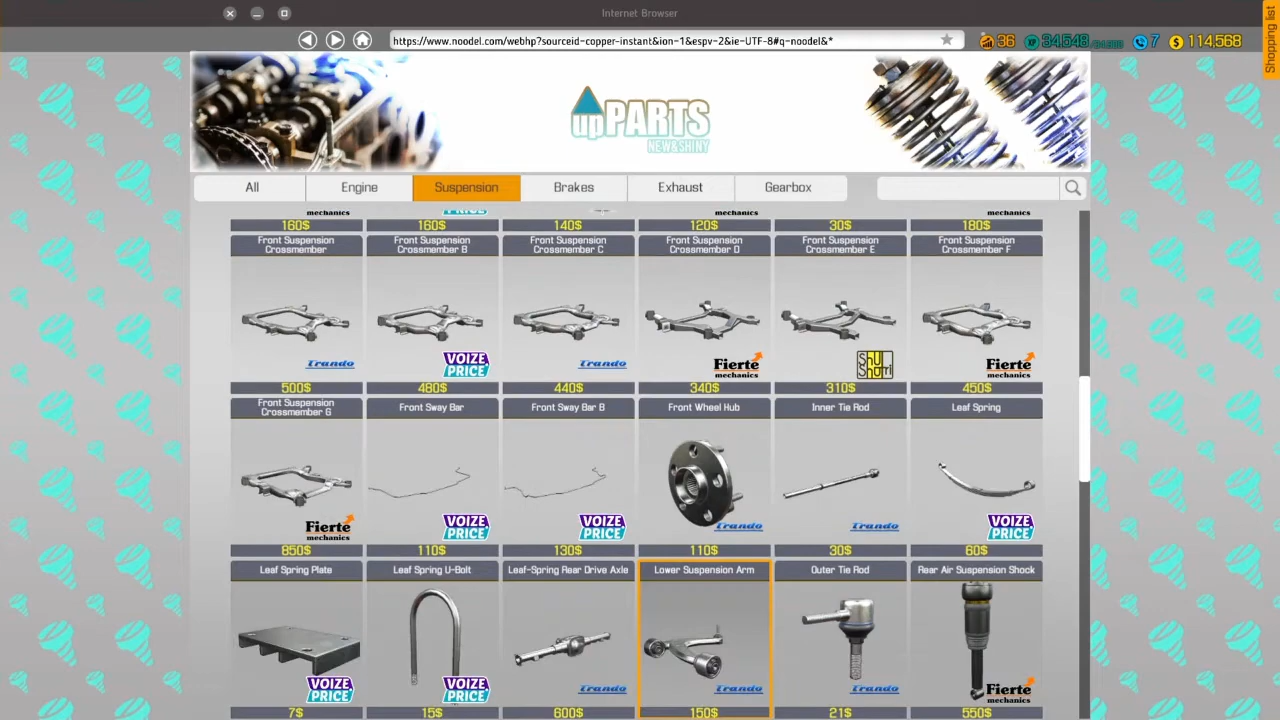 Internet Browser
https://www.noodel.com/webhp?sourceid-copper-instant&ion-1&espv-2&ie-UTF-8#q-noodel&*
36
XP 34,548
7
$ 114,568
Shopping list
upPARTS
NEW&SHINY
All Engine Suspension Brakes Exhaust Gearbox
mechanics PRICE mechanics mechanics
160$ 160$ 140$ 120$ 30$ 180$
Front Suspension Crossmember
Front Suspension Crossmember B
Front Suspension Crossmember C
Front Suspension Crossmember D
Front Suspension Crossmember E
Front Suspension Crossmember F
Trando
VOIZE PRICE
Trando
Fierte mechanics
Shu Shumi
Fierte mechanics
500$ 480$ 440$ 340$ 310$ 450$
Front Suspension Crossmember G
Front Sway Bar
Front Sway Bar B
Front Wheel Hub
Inner Tie Rod
Leaf Spring
Fierte mechanics
VOIZE PRICE
VOIZE PRICE
Trando
Trando
VOIZE PRICE
850$ 110$ 130$ 110$ 30$ 60$
Leaf Spring Plate
Leaf Spring U-Bolt
Leaf-Spring Rear Drive Axle
Lower Suspension Arm
Outer Tie Rod
Rear Air Suspension Shock
VOIZE PRICE
VOIZE PRICE
Trando
Trando
Trando
Fierte mechanics
7$ 15$ 600$ 150$ 21$ 550$